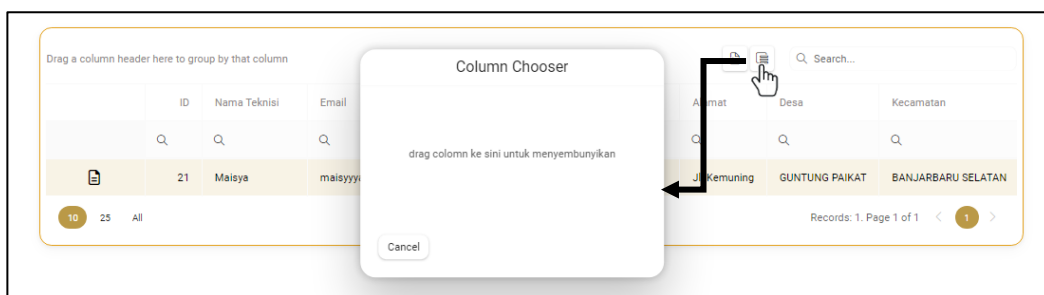 Drag a column header here to group by that column
Column Chooser
Search...
ID Nama Teknisi Email Desa Kecamatan
drag colomn ke sini untuk menyembunyikan
21 Maisya Kemuning GUNTUNG PAIKAT BANJARBARU SELATAN
10 25 All Records: 1. Page 1 of 1 < 1 >
Cancel